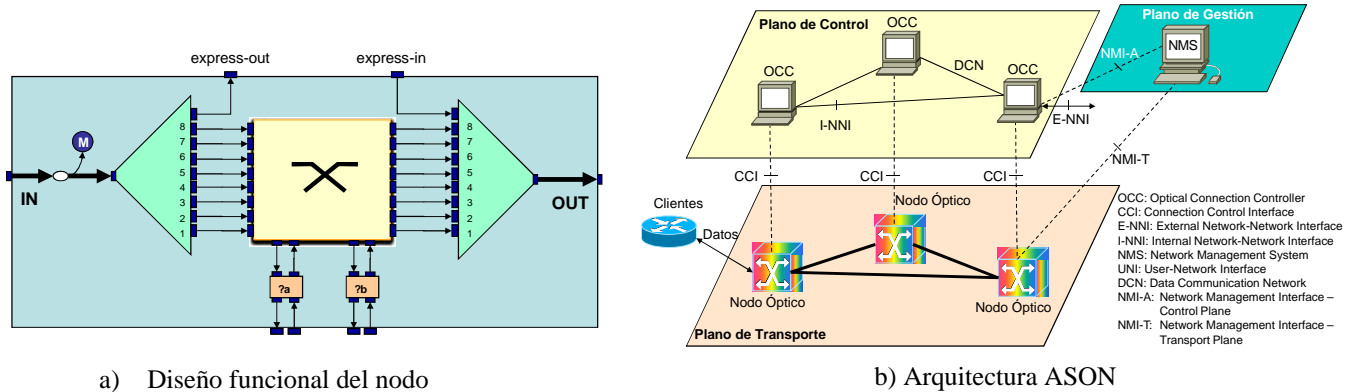 express-out
express-in
M
IN
8
7
6
5
4
3
2
1
8
7
6
5
4
3
2
1
OUT
?a
?b
a) Diseño funcional del nodo
Plano de Control
OCC
OCC
DCN
OCC
I-NNI
E-NNI
Plano de Gestión
NMS
NMI-A
NMI-T
CCI
CCI
CCI
Clientes
Datos
Nodo Óptico
Nodo Óptico
Nodo Óptico
Plano de Transporte
OCC: Optical Connection Controller
CCI: Connection Control Interface
E-NNI: External Network-Network Interface
I-NNI: Internal Network-Network Interface
NMS: Network Management System
UNI: User-Network Interface
DCN: Data Communication Network
NMI-A: Network Management Interface –
Control Plane
NMI-T: Network Management Interface –
Transport Plane
b) Arquitectura ASON